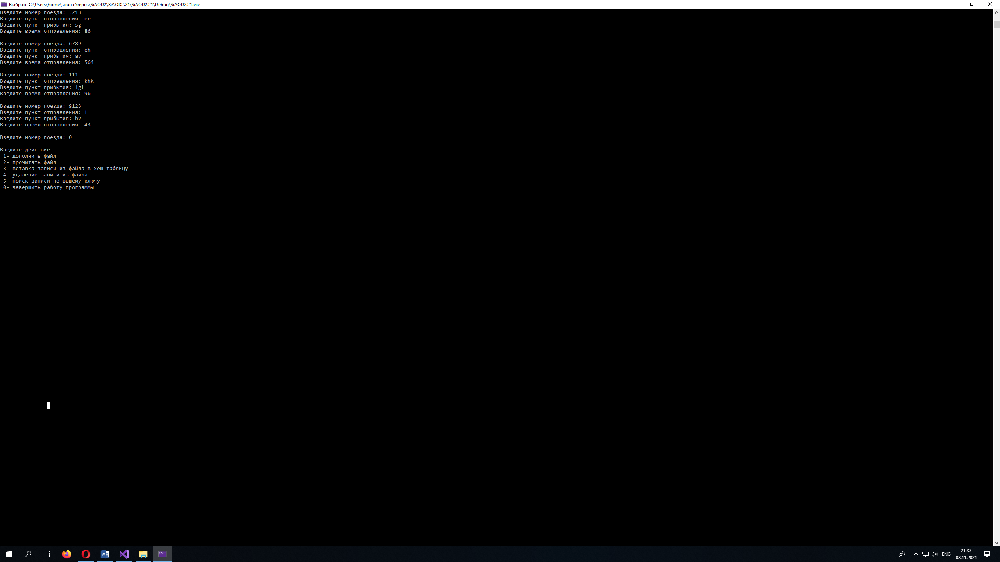 Выбрать C:\Users\home\source\repos\SiAOD2\SiAOD2.21\SiAOD2.21\Debug\SiAOD2.21.exe
Введите номер поезда: 3213
Введите пункт отправления: er
Введите пункт прибытия: sg
Введите время отправления: 86
Введите номер поезда: 6789
Введите пункт отправления: eh
Введите пункт прибытия: av
Введите время отправления: 564
Введите номер поезда: 111
Введите пункт отправления: khk
Введите пункт прибытия: lgf
Введите время отправления: 96
Введите номер поезда: 9123
Введите пункт отправления: fl
Введите пункт прибытия: bv
Введите время отправления: 43
Введите номер поезда: 0
Введите действие:
1- дополнить файл
2- прочитать файл
3- вставка записи из файла в хеш-таблицу
4- удаление записи из файла
5- поиск записи по вашему ключу
0- завершить работу программы
ENG
21:33
08.11.2021